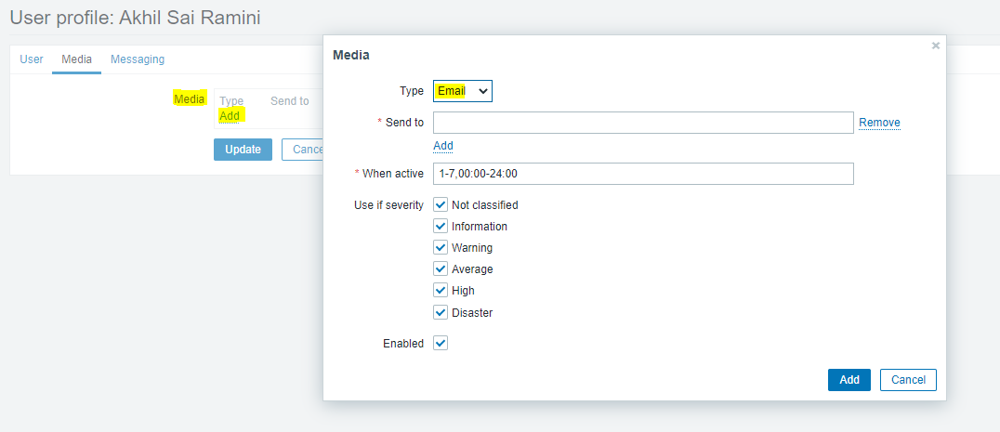 User profile: Akhil Sai Ramini
User Media Messaging
Media Type Send to
Add
Update Cance
×
Media
Type Email
* Send to Remove
Add
* When active 1-7,00:00-24:00
Use if severity Not classified
Information
Warning
Average
High
Disaster
Enabled
Add Cancel